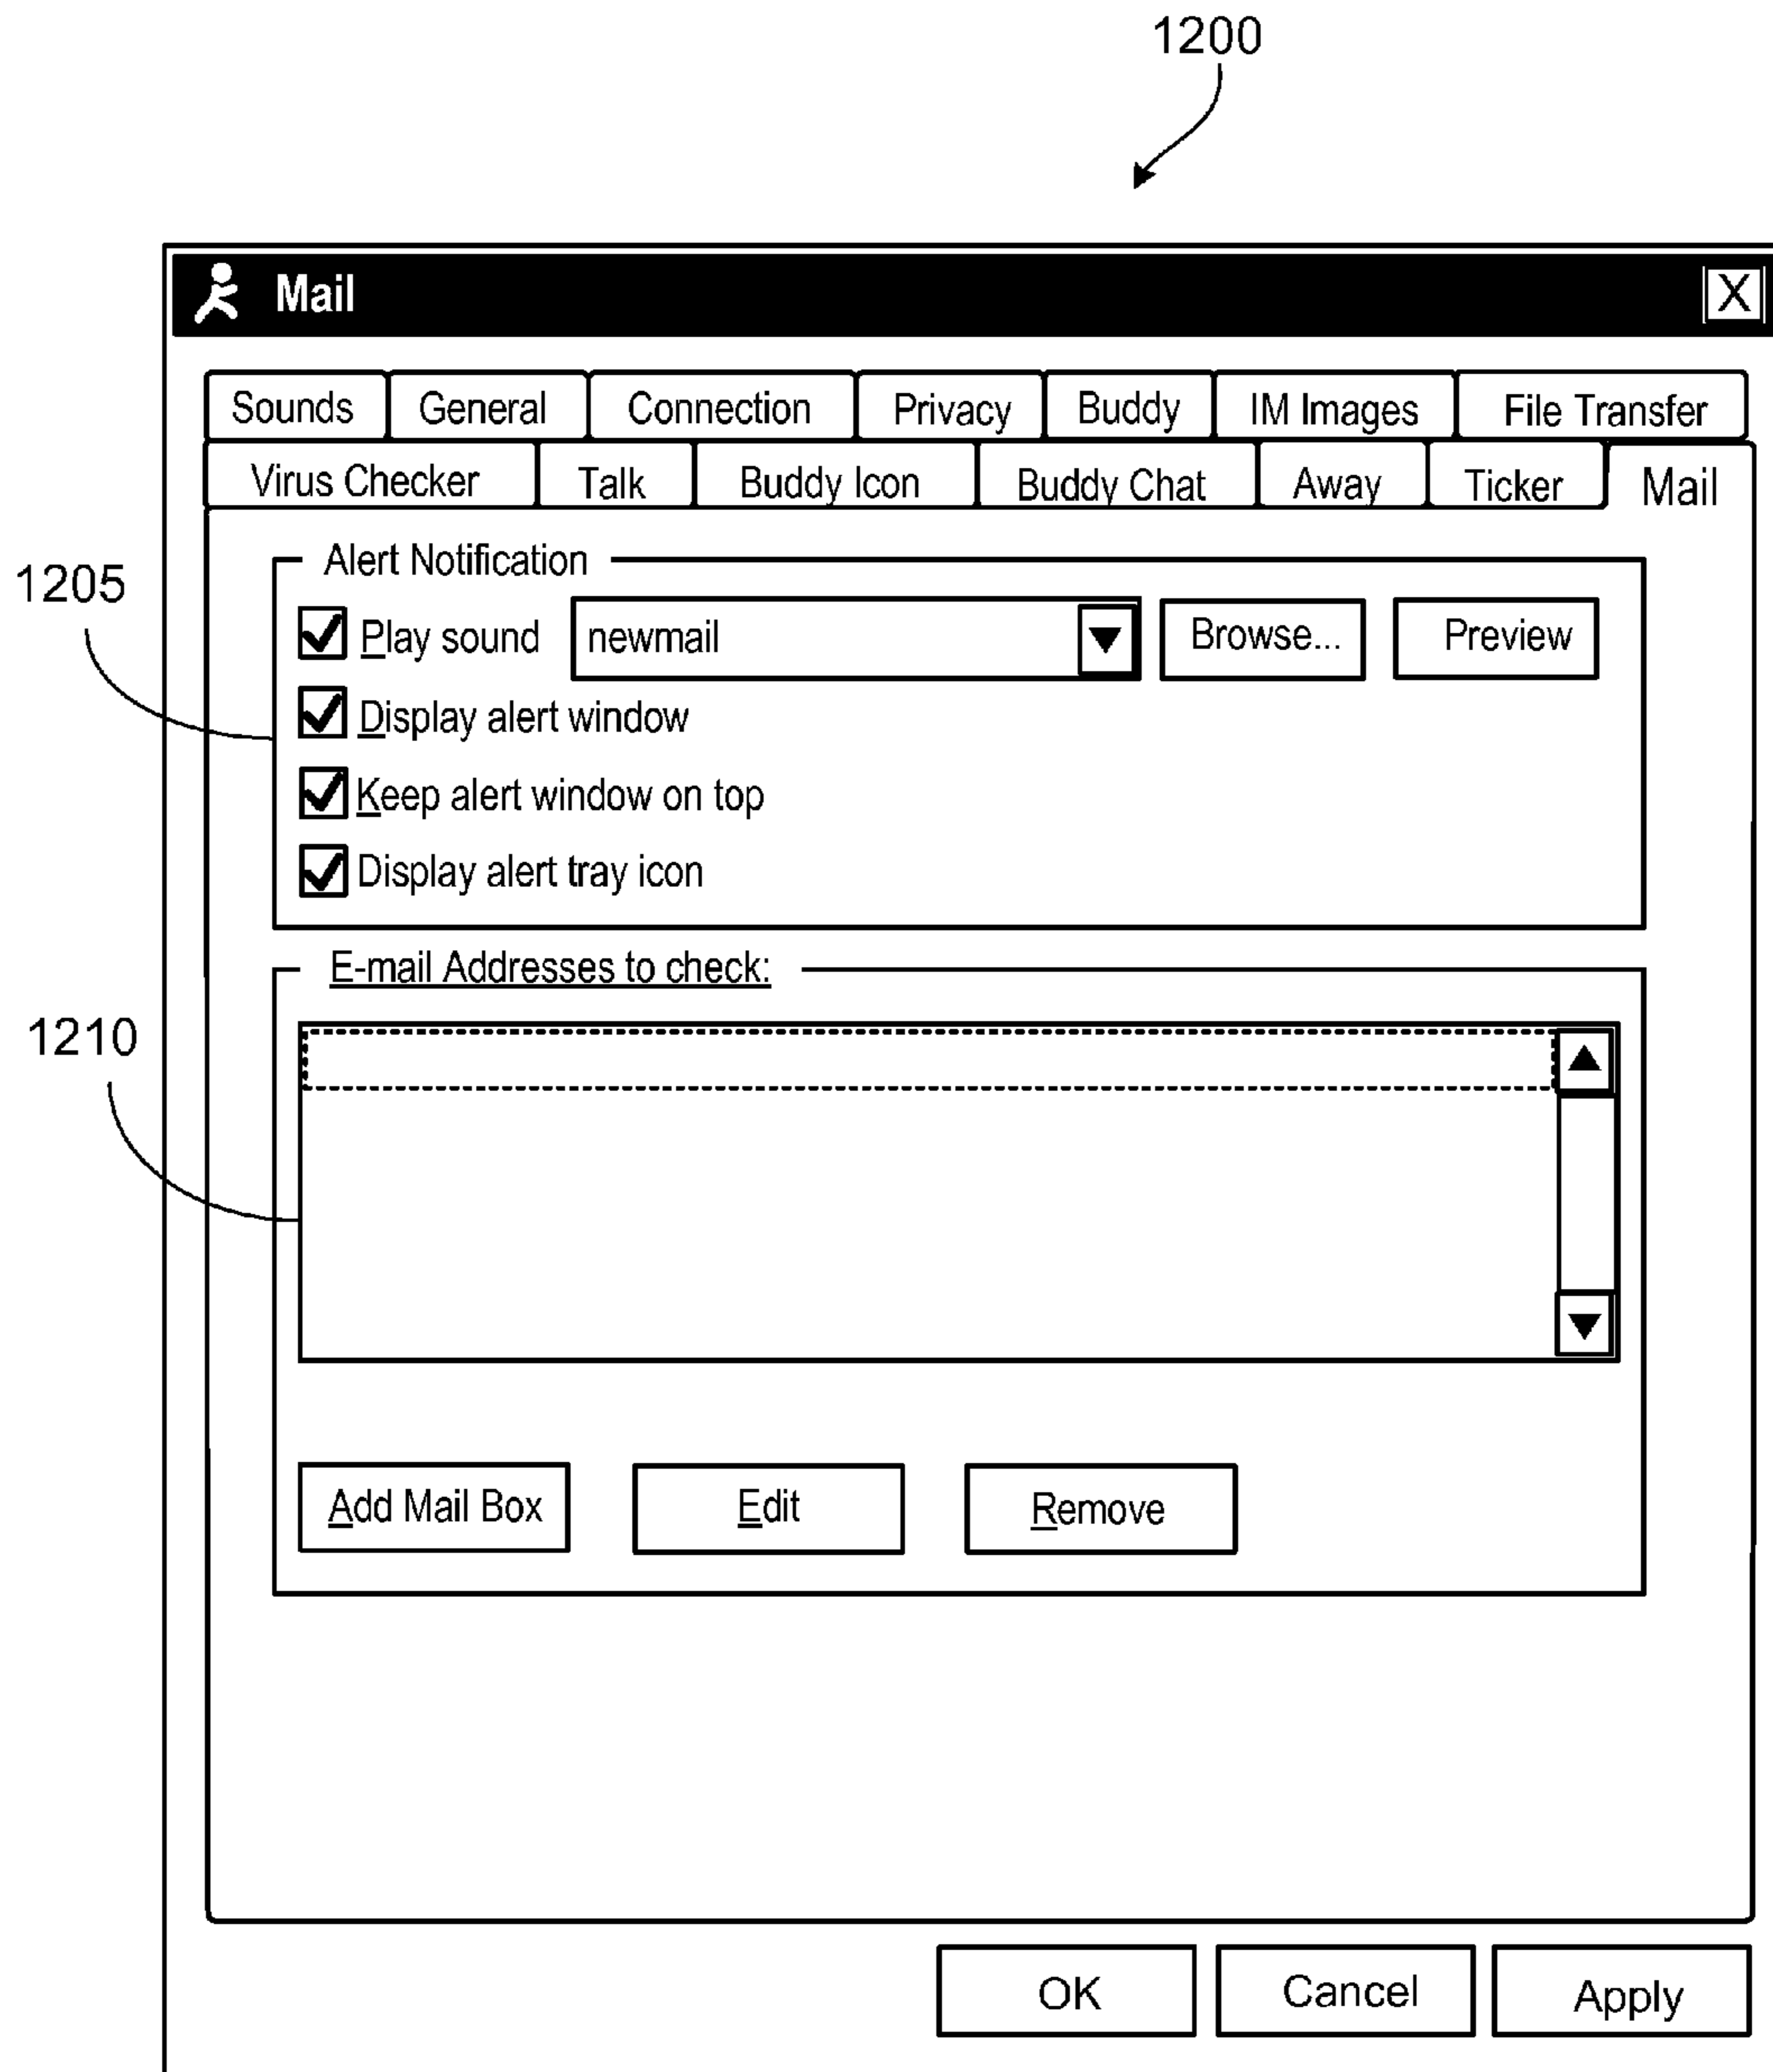 1200
Mail X
Sounds General Connection Privacy Buddy IM Images File Transfer
Virus Checker Talk Buddy Icon Buddy Chat Away Ticker Mail
Alert Notification
1205
Play sound newmail Browse... Preview
Display alert window
Keep alert window on top
Display alert tray icon
E-mail Addresses to check:
1210
Add Mail Box Edit Remove
OK Cancel Apply